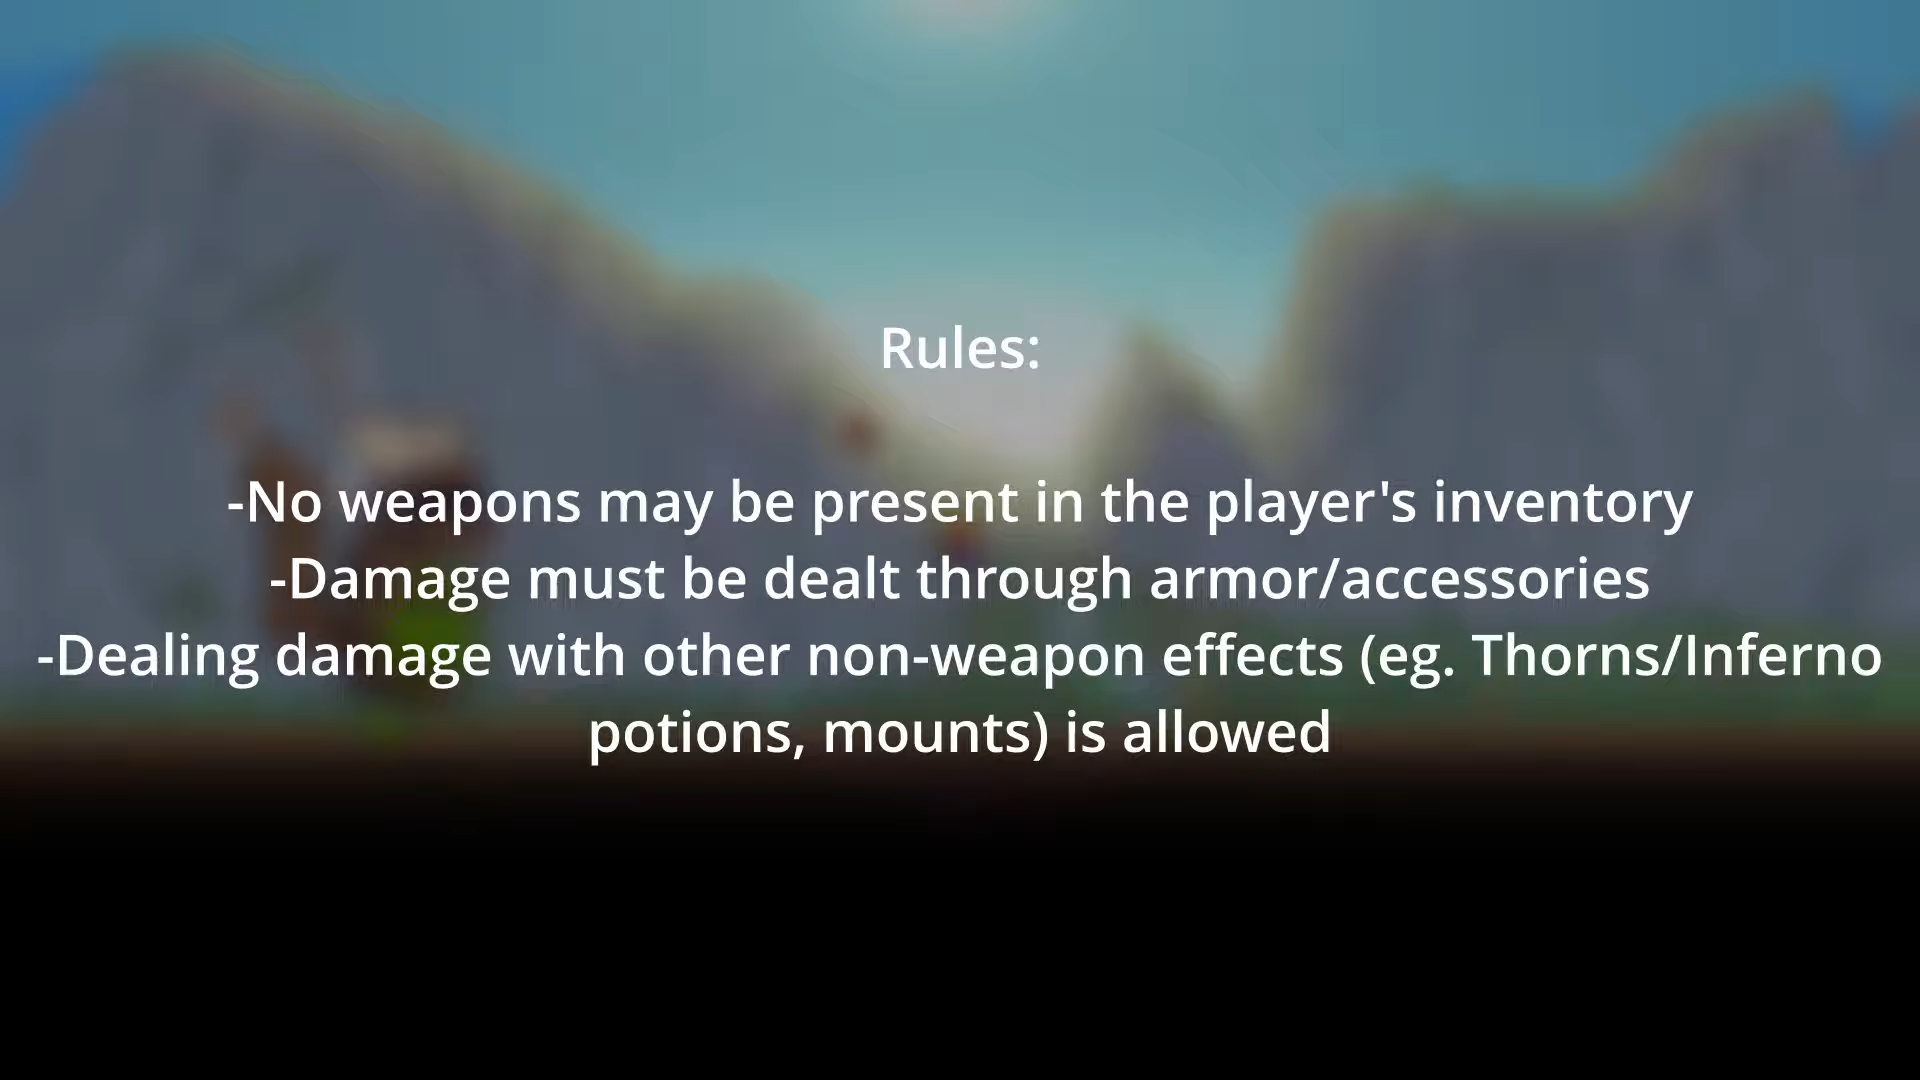 Rules:
-No weapons may be present in the player's inventory
-Damage must be dealt through armor/accessories
-Dealing damage with other non-weapon effects (eg. Thorns/Inferno
potions, mounts) is allowed